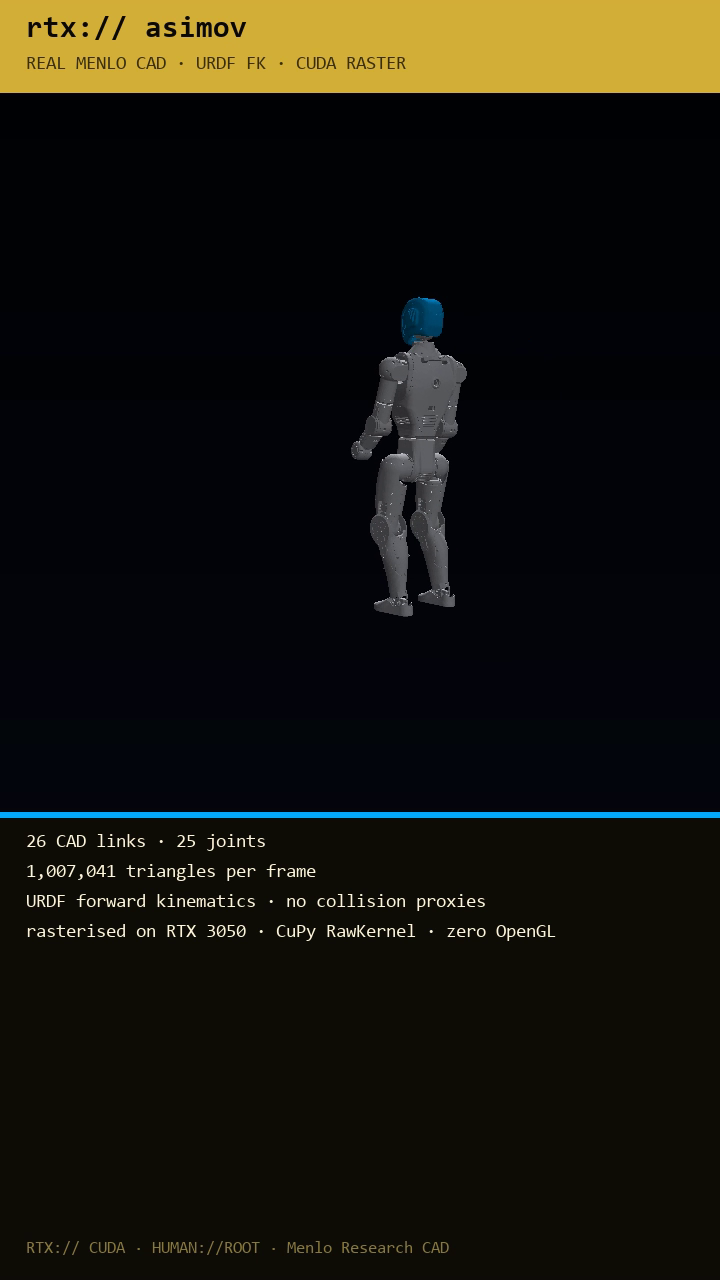 rtx:// asimov
REAL MENLO CAD · URDF FK · CUDA RASTER
26 CAD links · 25 joints
1,007,041 triangles per frame
URDF forward kinematics · no collision proxies
rasterised on RTX 3050 · CuPy RawKernel · zero OpenGL
RTX:// CUDA · HUMAN://ROOT · Menlo Research CAD